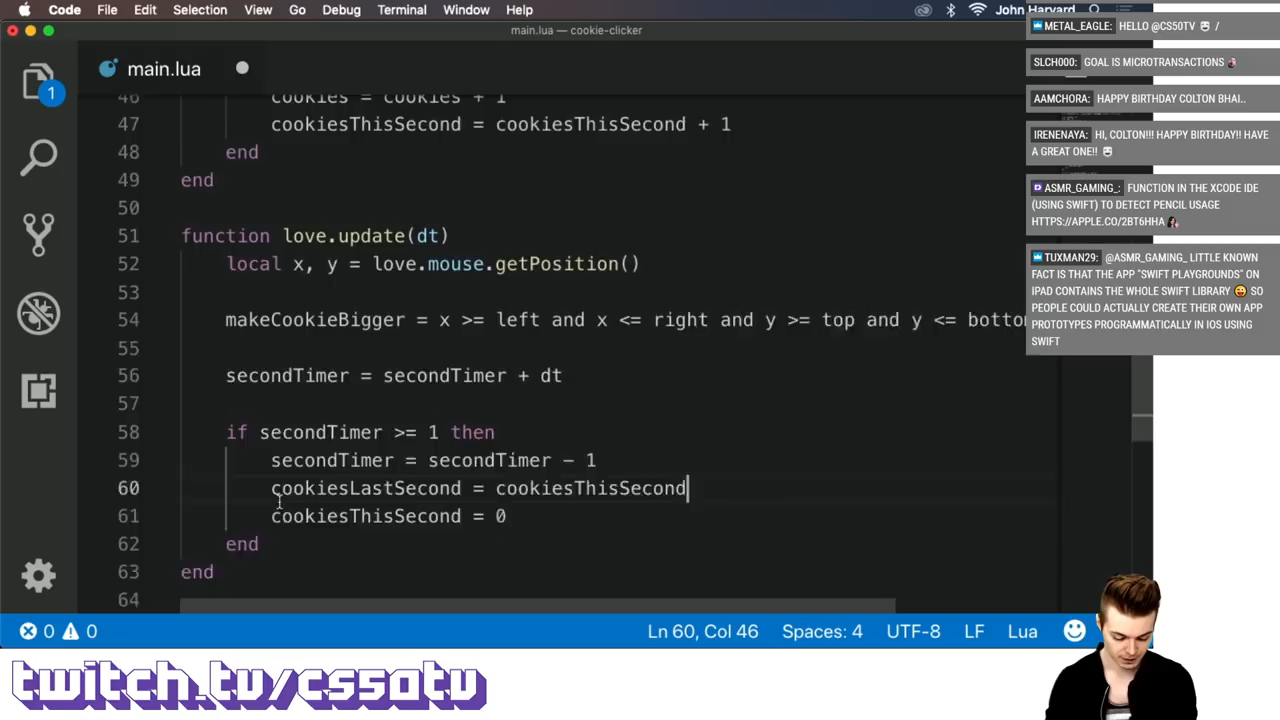 Code File Edit Selection View Go Debug Terminal Window Help John Harvard
main.lua — cookie-clicker
1
main.lua
46 cookies = cookies + 1
47 cookiesThisSecond = cookiesThisSecond + 1
48 end
49 end
50
51 function love.update(dt)
52 local x, y = love.mouse.getPosition()
53
54 makeCookieBigger = x >= left and x <= right and y >= top and y <= botto
55
56 secondTimer = secondTimer + dt
57
58 if secondTimer >= 1 then
59 secondTimer = secondTimer - 1
60 cookiesLastSecond = cookiesThisSecond
61 cookiesThisSecond = 0
62 end
63 end
64
0 0 Ln 60, Col 46 Spaces: 4 UTF-8 LF Lua
METAL_EAGLE: HELLO @CS50TV /
SLCH000: GOAL IS MICROTRANSACTIONS
AAMCHORA: HAPPY BIRTHDAY COLTON BHAI..
IRENENAYA: HI, COLTON!!! HAPPY BIRTHDAY!! HAVE
A GREAT ONE!!
ASMR_GAMING_: FUNCTION IN THE XCODE IDE
(USING SWIFT) TO DETECT PENCIL USAGE
HTTPS://APPLE.CO/2BT6HHA
TUXMAN29: @ASMR_GAMING_ LITTLE KNOWN
FACT IS THAT THE APP "SWIFT PLAYGROUNDS" ON
IPAD CONTAINS THE WHOLE SWIFT LIBRARY SO
PEOPLE COULD ACTUALLY CREATE THEIR OWN APP
PROTOTYPES PROGRAMMATICALLY IN IOS USING
SWIFT
twitch.tv/cs50tv